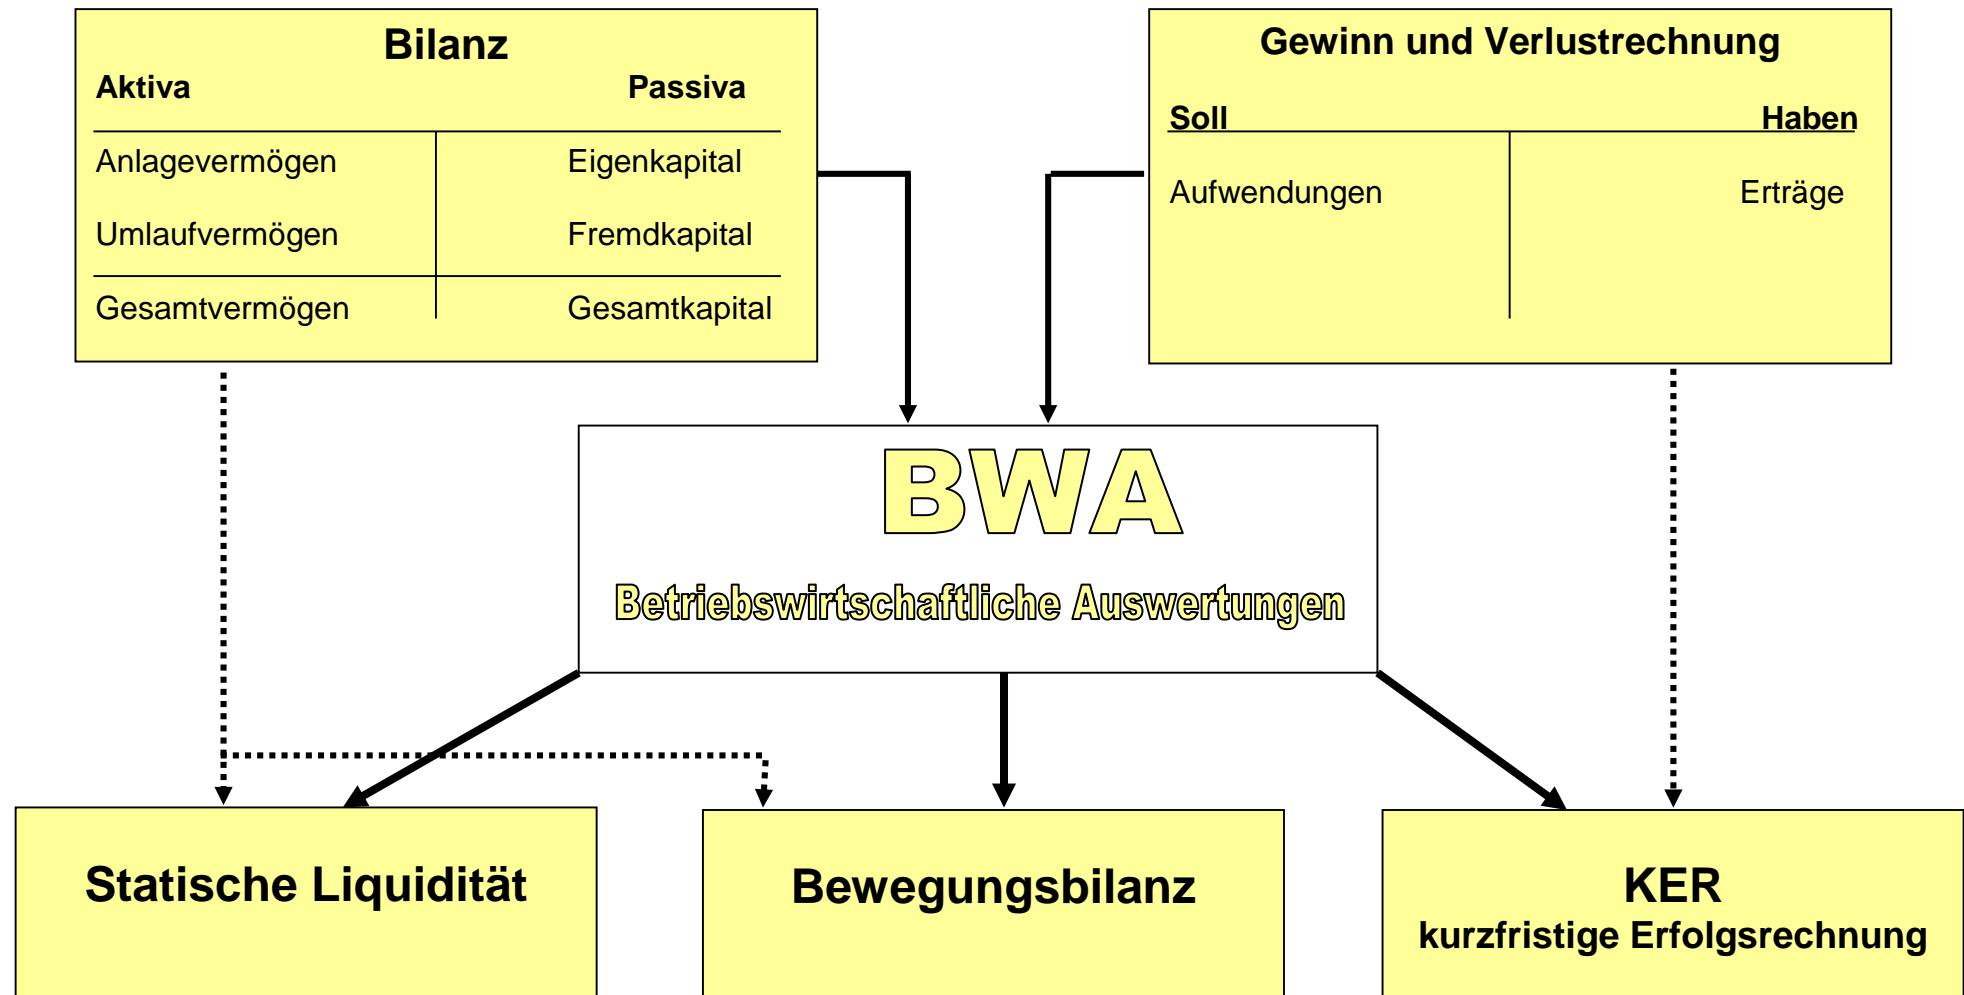 Bilanz
Aktiva Passiva
Anlagevermögen Eigenkapital
Umlaufvermögen Fremdkapital
Gesamtvermögen Gesamtkapital
Gewinn und Verlustrechnung
Soll Haben
Aufwendungen Erträge
BWA
Betriebswirtschaftliche Auswertungen
Statische Liquidität
Bewegungsbilanz
KER
kurzfristige Erfolgsrechnung